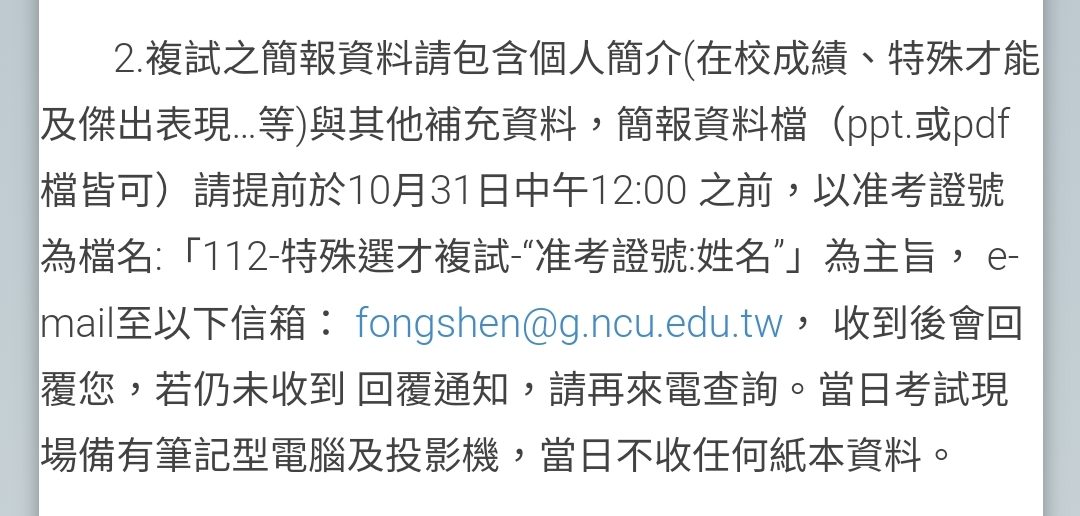 2.複試之簡報資料請包含個人簡介(在校成績、特殊才能
及傑出表現...等)與其他補充資料，簡報資料檔（ppt.或pdf
檔皆可）請提前於10月31日中午12:00 之前，以准考證號
為檔名:「112-特殊選才複試-“准考證號:姓名”」為主旨， e-
mail至以下信箱： fongshen@g.ncu.edu.tw， 收到後會回
覆您，若仍未收到 回覆通知，請再來電查詢。當日考試現
場備有筆記型電腦及投影機，當日不收任何紙本資料。